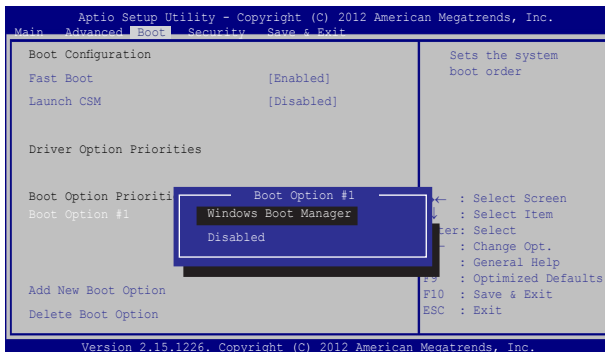 Aptio Setup Utility - Copyright (C) 2012 American Megatrends, Inc.
Main Advanced Boot Security Save & Exit
Boot Configuration
Fast Boot [Enabled]
Launch CSM [Disabled]
Driver Option Priorities
Boot Option Prioriti
Boot Option #1
Add New Boot Option
Delete Boot Option
Boot Option #1
Windows Boot Manager
Disabled
Sets the system
boot order
→← : Select Screen
: Select Item
ter: Select
- : Change Opt.
: General Help
F9 : Optimized Defaults
F10 : Save & Exit
ESC : Exit
Version 2.15.1226. Copyright (C) 2012 American Megatrends, Inc.